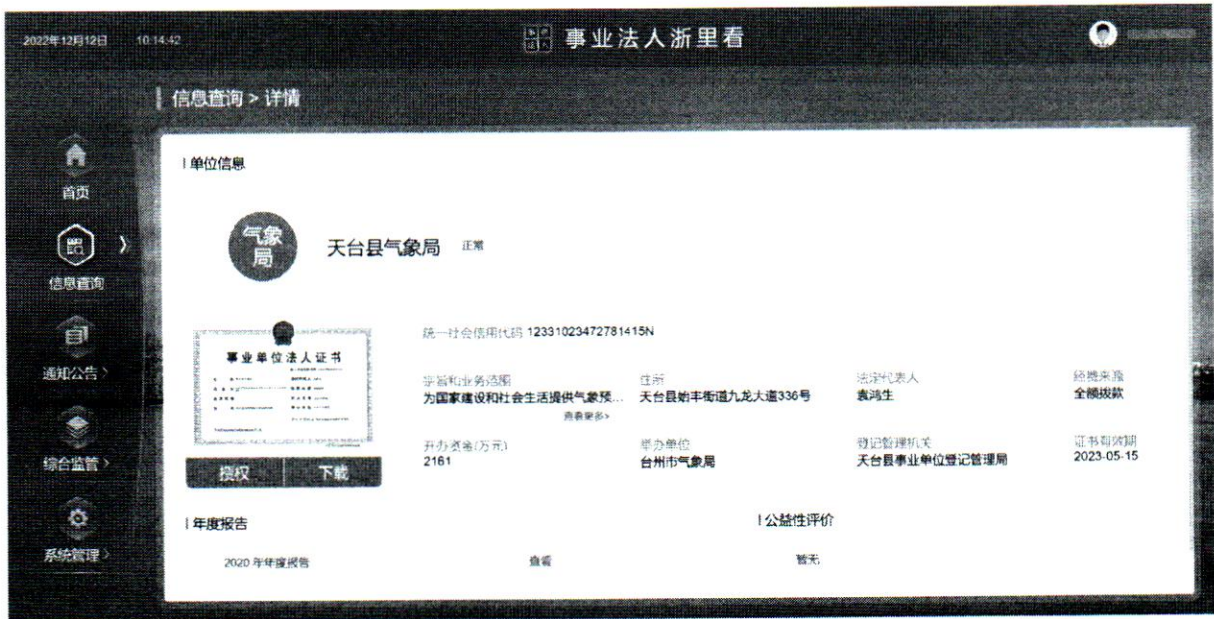 2022年12月12日 10:14:42
事业法人浙里看
信息查询 > 详情
首页
信息查询
通知公告 >
综合监管 >
系统管理 >
单位信息
气象局
天台县气象局 正常
事业单位法人证书
授权 下载
统一社会信用代码 12331023472781415N
宗旨和业务范围 住所 法定代表人 经费来源
为国家建设和社会生活提供气象预... 天台县始丰街道九龙大道336号 袁鸿生 全额拨款
查看更多>
开办资金(万元) 举办单位 登记管理机关 证书有效期
2161 台州市气象局 天台县事业单位登记管理局 2023-05-15
年度报告 公益性评价
2020 年年度报告 查看 暂无